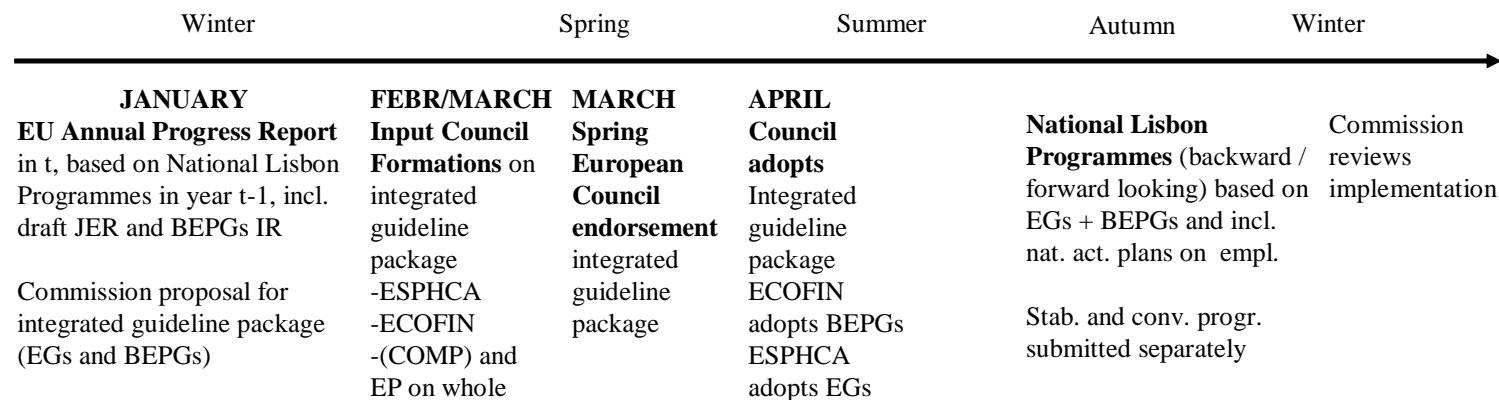 Winter Spring Summer Autumn Winter
JANUARY
EU Annual Progress Report
in t, based on National Lisbon
Programmes in year t-1, incl.
draft JER and BEPGs IR
Commission proposal for
integrated guideline package
(EGs and BEPGs)
FEBR/MARCH
Input Council
Formations on
integrated
guideline
package
-ESPHCA
-ECOFIN
-(COMP) and
EP on whole
MARCH
Spring
European
Council
endorsement
integrated
guideline
package
APRIL
Council
adopts
Integrated
guideline
package
ECOFIN
adopts BEPGs
ESPHCA
adopts EGs
National Lisbon
Programmes (backward /
forward looking) based on
EGs + BEPGs and incl.
nat. act. plans on empl.
Stab. and conv. progr.
submitted separately
Commission
reviews
implementation